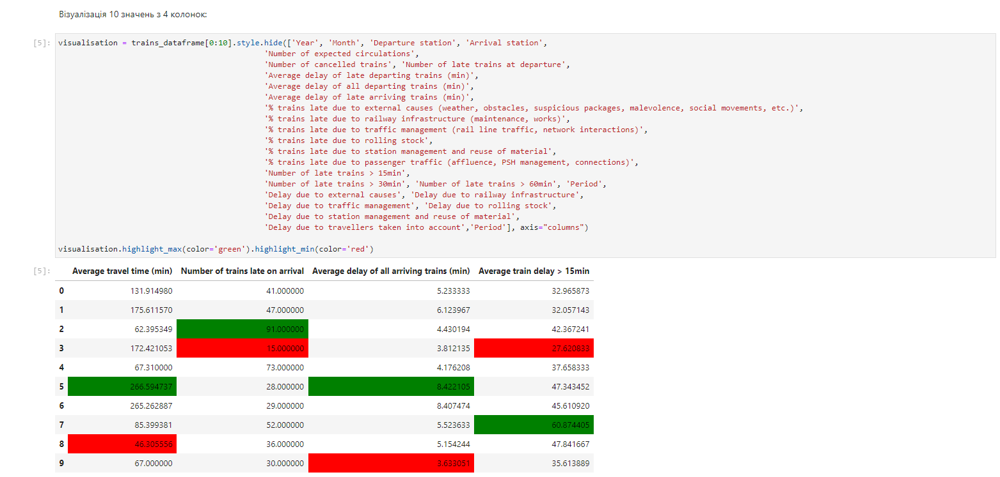 Візуалізація 10 значень з 4 колонок:
[5]: visualisation = trains_dataframe[0:10].style.hide(['Year', 'Month', 'Departure station', 'Arrival station',
'Number of expected circulations',
'Number of cancelled trains', 'Number of late trains at departure',
'Average delay of late departing trains (min)',
'Average delay of all departing trains (min)',
'Average delay of late arriving trains (min)',
'% trains late due to external causes (weather, obstacles, suspicious packages, malevolence, social movements, etc.)',
'% trains late due to railway infrastructure (maintenance, works)',
'% trains late due to traffic management (rail line traffic, network interactions)',
'% trains late due to rolling stock',
'% trains late due to station management and reuse of material',
'% trains late due to passenger traffic (affluence, PSH management, connections)',
'Number of late trains > 15min',
'Number of late trains > 30min', 'Number of late trains > 60min', 'Period',
'Delay due to external causes', 'Delay due to railway infrastructure',
'Delay due to traffic management', 'Delay due to rolling stock',
'Delay due to station management and reuse of material',
'Delay due to travellers taken into account','Period'], axis="columns")
visualisation.highlight_max(color='green').highlight_min(color='red')
[5]: Average travel time (min) Number of trains late on arrival Average delay of all arriving trains (min) Average train delay > 15min
0 131.914980 41.000000 5.233333 32.965873
1 175.611570 47.000000 6.123967 32.057143
2 62.395349 91.000000 4.430194 42.367241
3 172.421053 15.000000 3.812135 27.620833
4 67.310000 73.000000 4.176208 37.658333
5 266.594737 28.000000 8.422105 47.343452
6 265.262887 29.000000 8.407474 45.610920
7 85.399381 52.000000 5.523633 60.874405
8 46.305556 36.000000 5.154244 47.841667
9 67.000000 30.000000 3.633051 35.613889